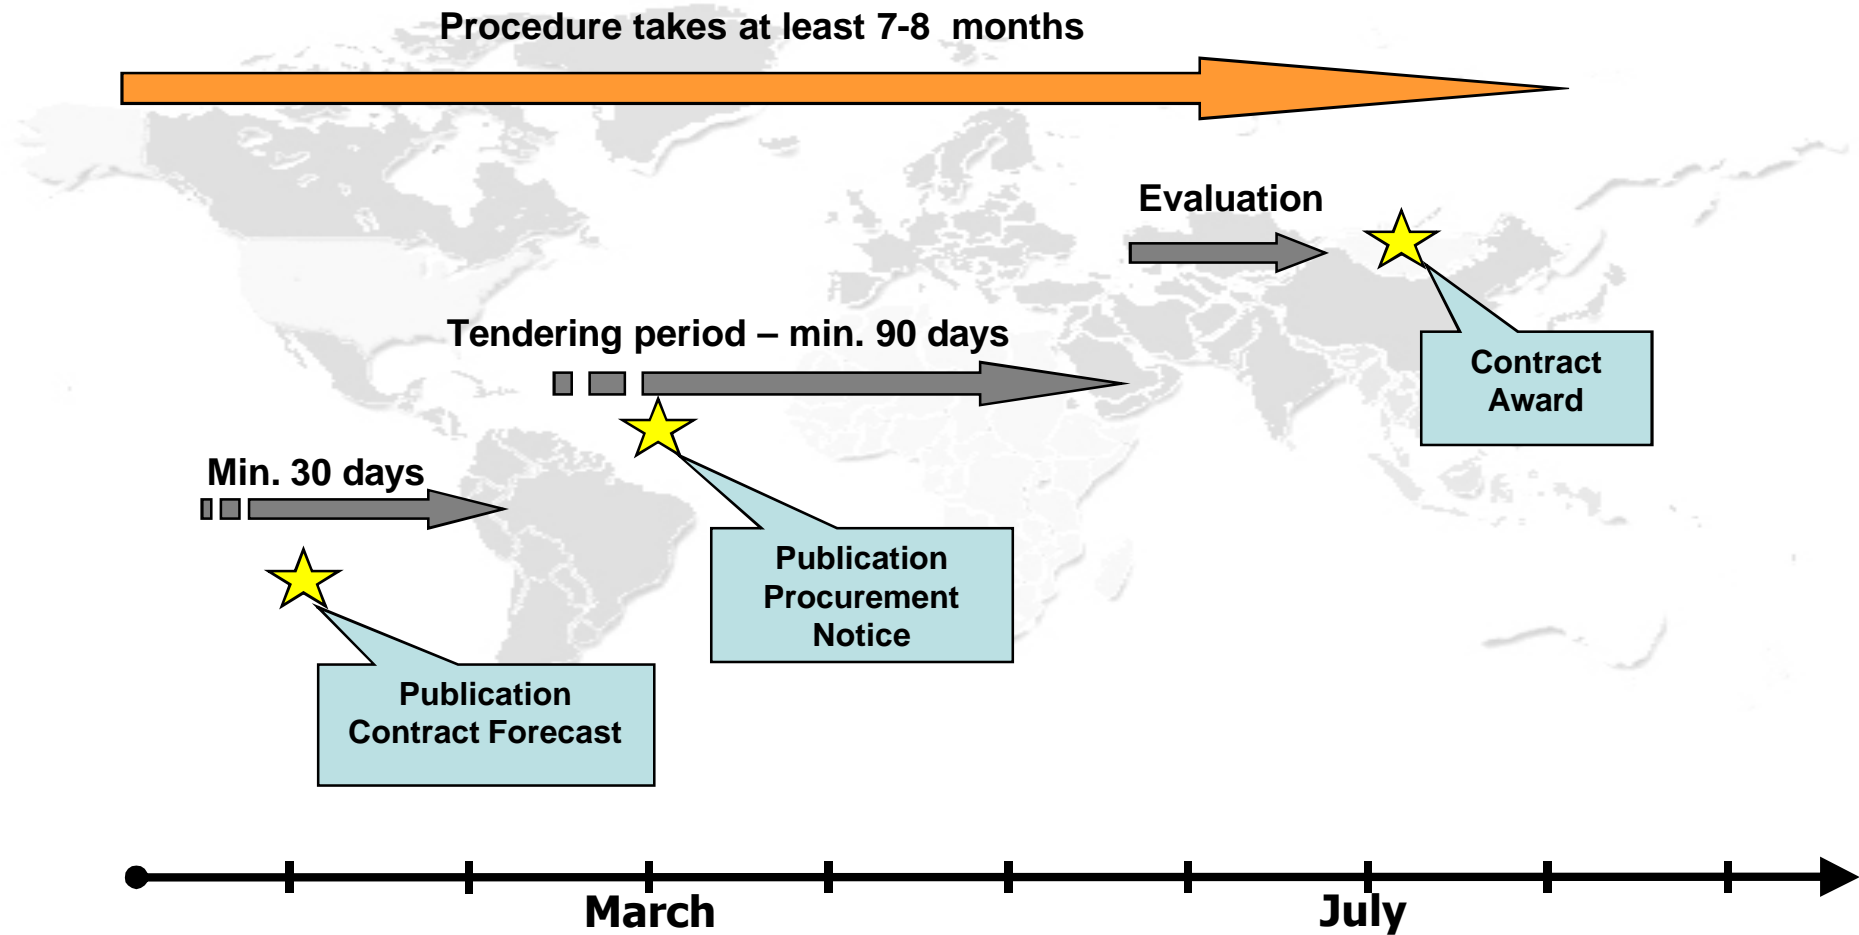 Procedure takes at least 7-8  months
Evaluation
Contract
Award
Tendering period – min. 90 days
Publication
Procurement
Notice
Min. 30 days
Publication
Contract Forecast
March
July